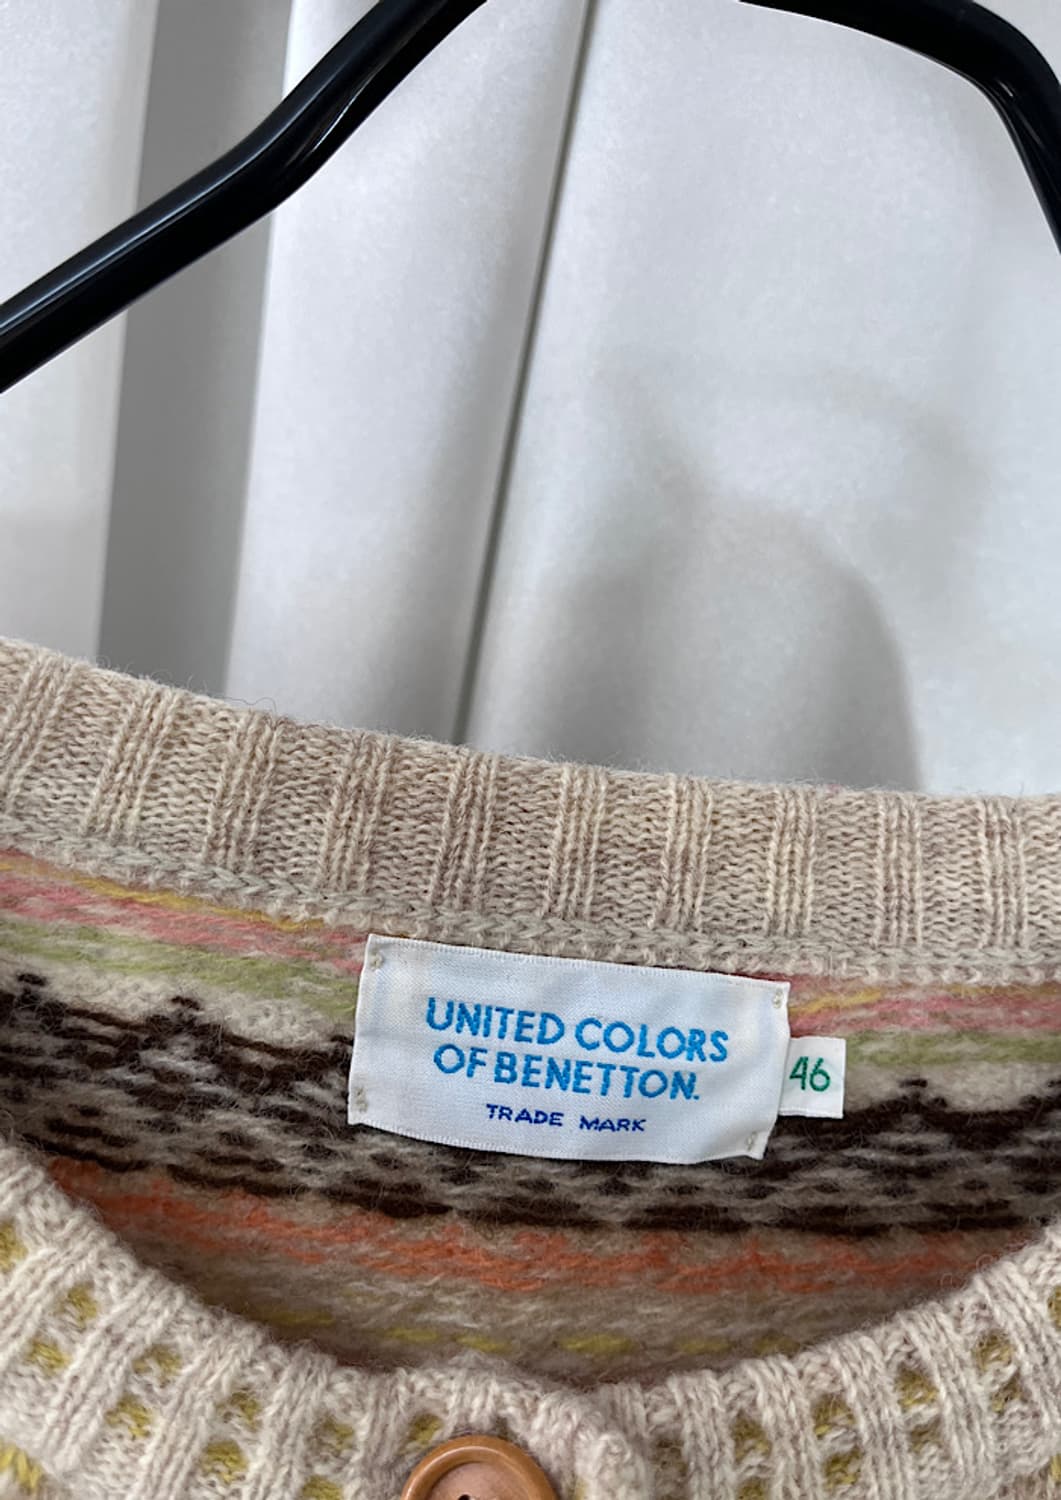 UNITED COLORS
OF BENETTON.
TRADE MARK
46